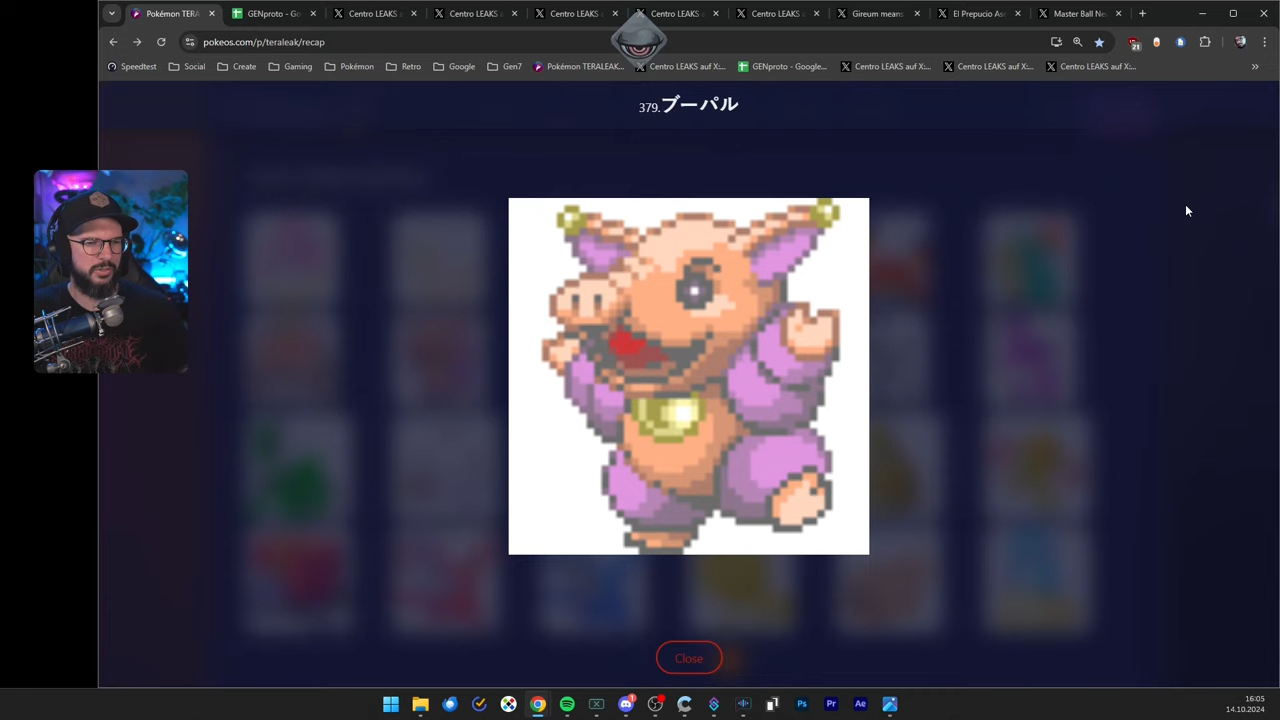 Pokémon TERA
GENproto - Go
Centro LEAKS
Centro LEAKS
Centro LEAKS
Centro LEAKS
Centro LEAKS
Gireum means
El Prepucio Ase
Master Ball Ne
pokeos.com/p/teraleak/recap
21
Speedtest
Social
Create
Gaming
Pokémon
Retro
Google
Gen7
Pokémon TERALEAK...
Centro LEAKS auf X:...
GENproto - Google...
Centro LEAKS auf X:...
Centro LEAKS auf X:...
Centro LEAKS auf X:...
379.ブーパル
Close
1
16:05
14.10.2024